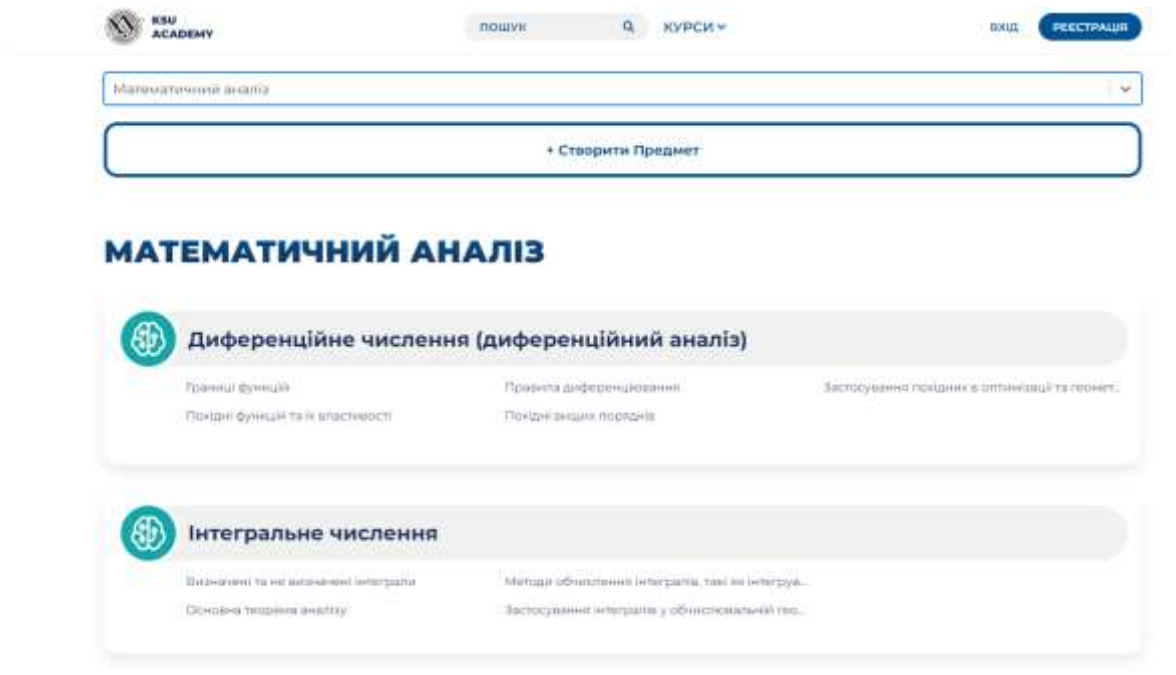 KSU
ACADEMY
ПОШУК
КУРСИ
ВХІД
РЕЄСТРАЦІЯ
Математичний аналіз
+ Створити Предмет
МАТЕМАТИЧНИЙ АНАЛІЗ
Диференційне числення (диференційний аналіз)
Границі функцій
Правила диференціювання
Застосування похідних в оптимізації та геомет...
Похідні функцій та їх властивості
Похідні вищих порядків
Інтегральне числення
Визначені та не визначені інтеграли
Методи обчислення інтегралів, такі як інтегрув...
Основна теорема аналізу
Застосування інтегралів у обчислювальній гео...